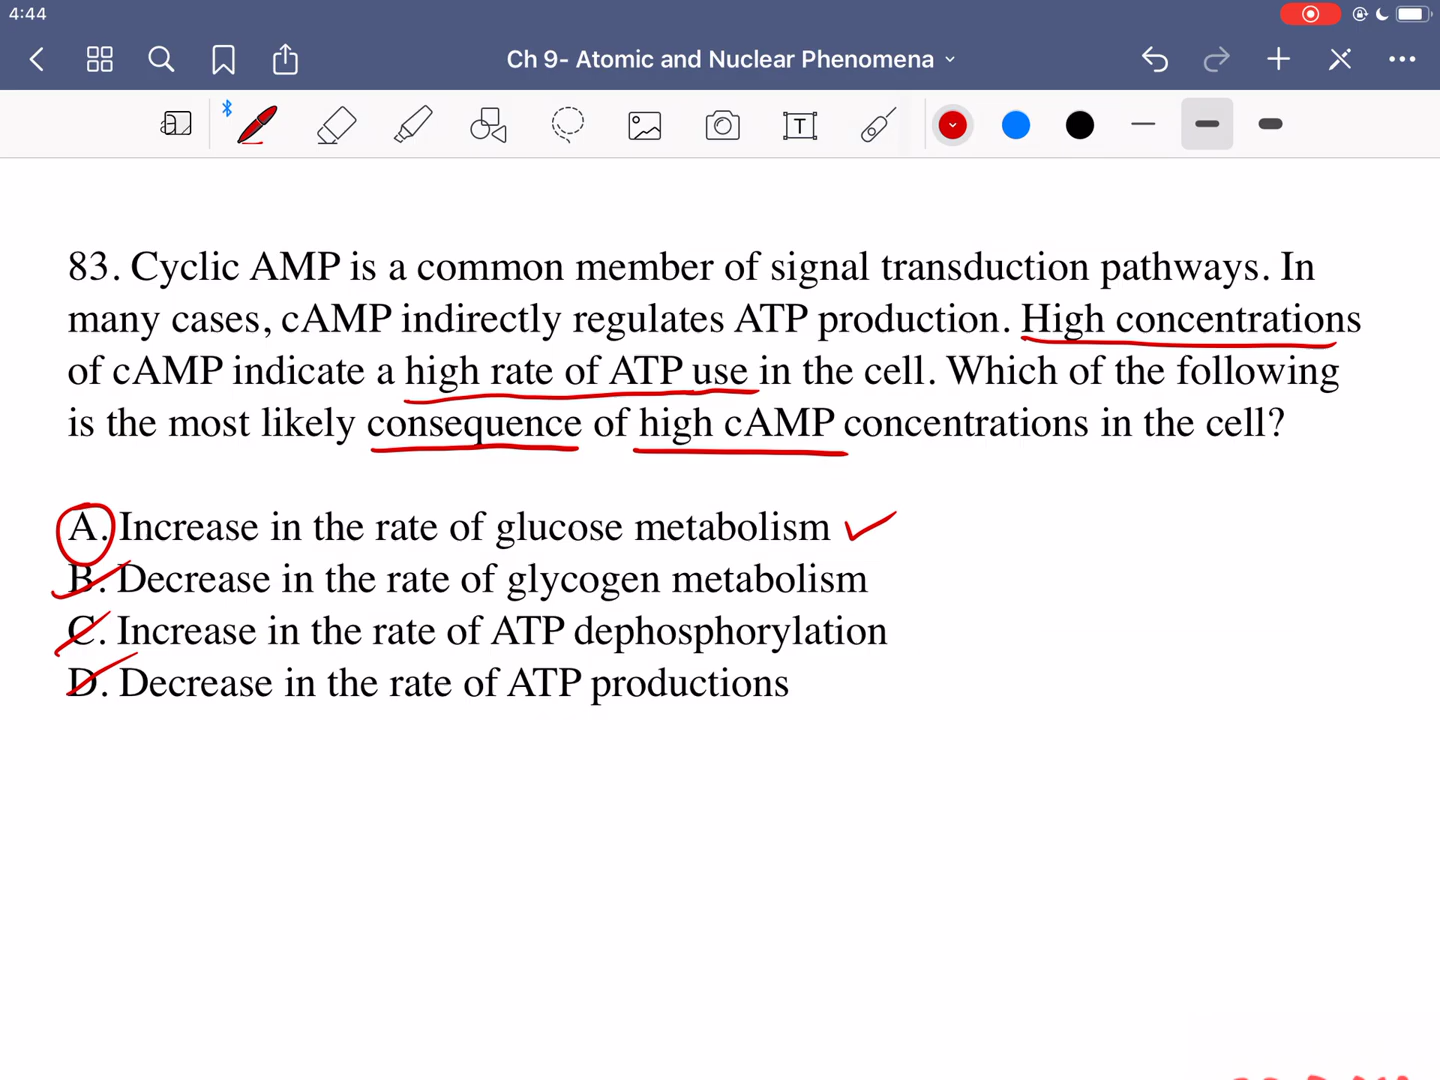 4:44
Ch 9- Atomic and Nuclear Phenomena
a
T
83. Cyclic AMP is a common member of signal transduction pathways. In
many cases, cAMP indirectly regulates ATP production. High concentrations
of cAMP indicate a high rate of ATP use in the cell. Which of the following
is the most likely consequence of high cAMP concentrations in the cell?
A. Increase in the rate of glucose metabolism
B. Decrease in the rate of glycogen metabolism
C. Increase in the rate of ATP dephosphorylation
D. Decrease in the rate of ATP productions